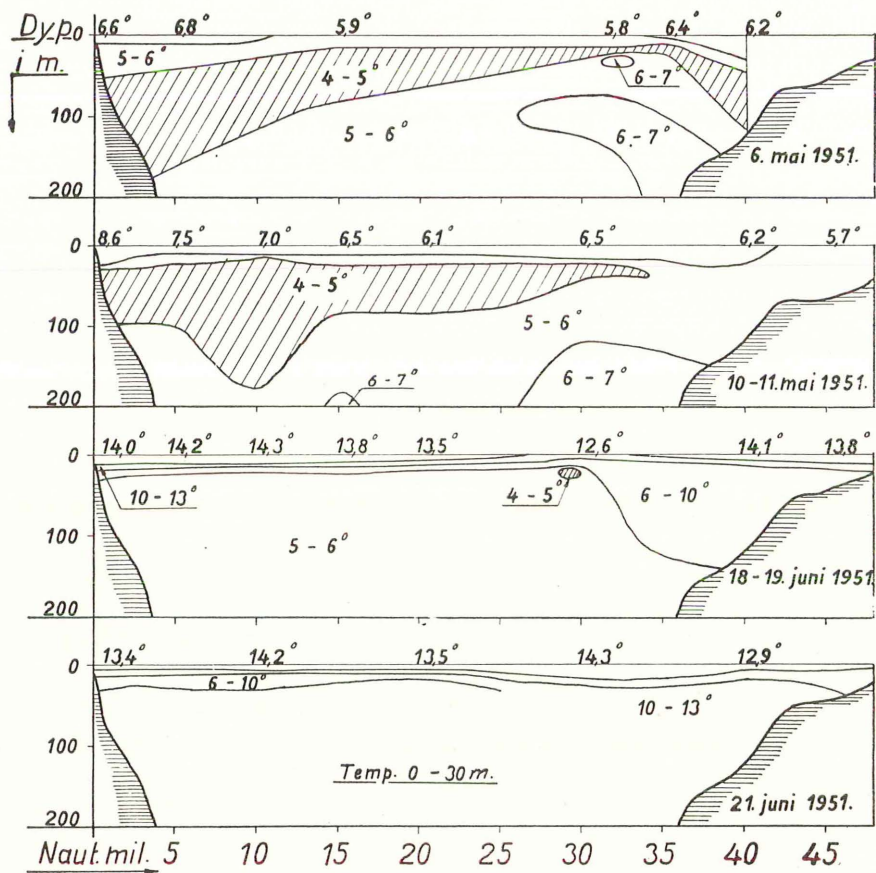 Dyp. 0 6,6° 6,8° 5,9° 5,8° 6,4° 6,2°
i m.
5-6° 4-5° 6-7°
100 5-6° 6-7°
6. mai 1951.
200
0 8,6° 7,5° 7,0° 6,5° 6,1° 6,5° 6,2° 5,7°
4-5°
100 5-6°
6-7° 6-7° 10-11. mai 1951.
200
0 14,0° 14,2° 14,3° 13,8° 13,5° 12,6° 14,1° 13,8°
10-13° 4-5° 6-10°
100
5-6°
18-19. juni 1951.
200
0 13,4° 14,2° 13,5° 14,3° 12,9°
6-10° 10-13°
100
Temp. 0-30 m.
21. juni 1951.
200
Naut. mil. 5 10 15 20 25 30 35 40 45